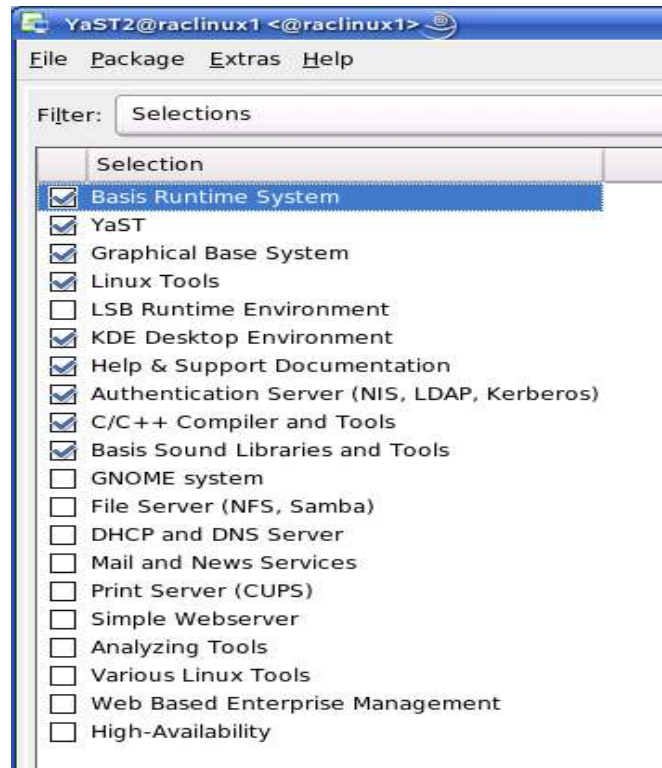 YaST2@raclinux1 <@raclinux1>
File Package Extras Help
Filter: Selections
Selection
Basis Runtime System
YaST
Graphical Base System
Linux Tools
LSB Runtime Environment
KDE Desktop Environment
Help & Support Documentation
Authentication Server (NIS, LDAP, Kerberos)
C/C++ Compiler and Tools
Basis Sound Libraries and Tools
GNOME system
File Server (NFS, Samba)
DHCP and DNS Server
Mail and News Services
Print Server (CUPS)
Simple Webserver
Analyzing Tools
Various Linux Tools
Web Based Enterprise Management
High-Availability